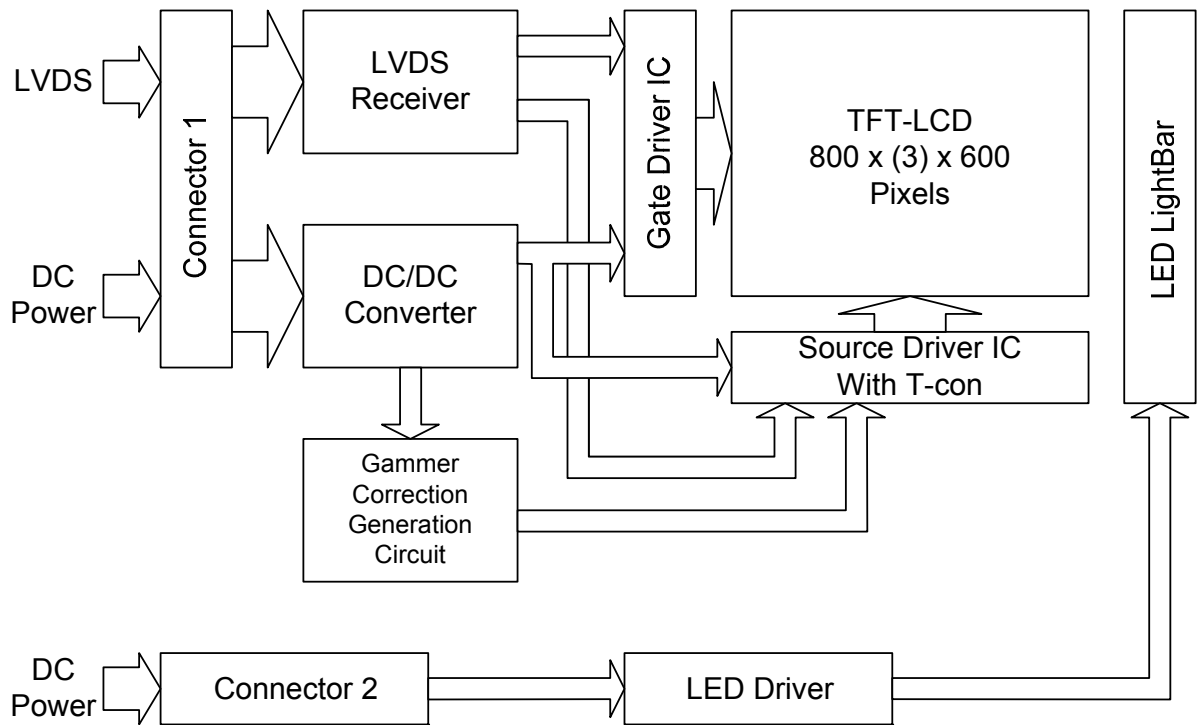 LVDS
Connector 1
LVDS
Receiver
Gate Driver IC
TFT-LCD
800 x (3) x 600
Pixels
LED LightBar
DC
Power
DC/DC
Converter
Source Driver IC
With T-con
Gammer
Correction
Generation
Circuit
DC
Power
Connector 2
LED Driver